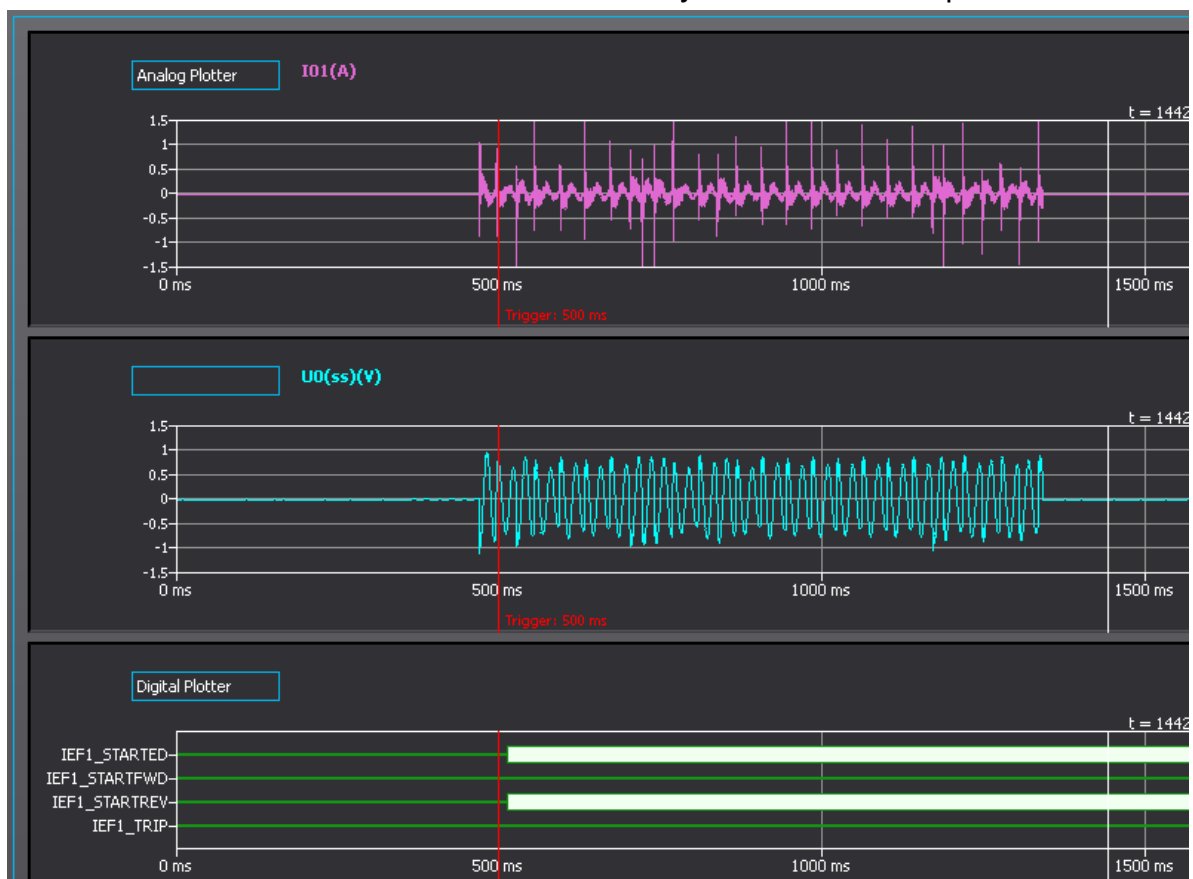 Analog Plotter I01(A)
t = 1442
1.5
1
0.5
0
-0.5
-1
-1.5
0 ms 500 ms 1000 ms 1500 ms
Trigger: 500 ms
U0(ss)(V)
t = 1442
1.5
1
0.5
0
-0.5
-1
-1.5
0 ms 500 ms 1000 ms 1500 ms
Trigger: 500 ms
Digital Plotter
t = 1442
IEF1_STARTED
IEF1_STARTFWD
IEF1_STARTREV
IEF1_TRIP
0 ms 500 ms 1000 ms 1500 ms